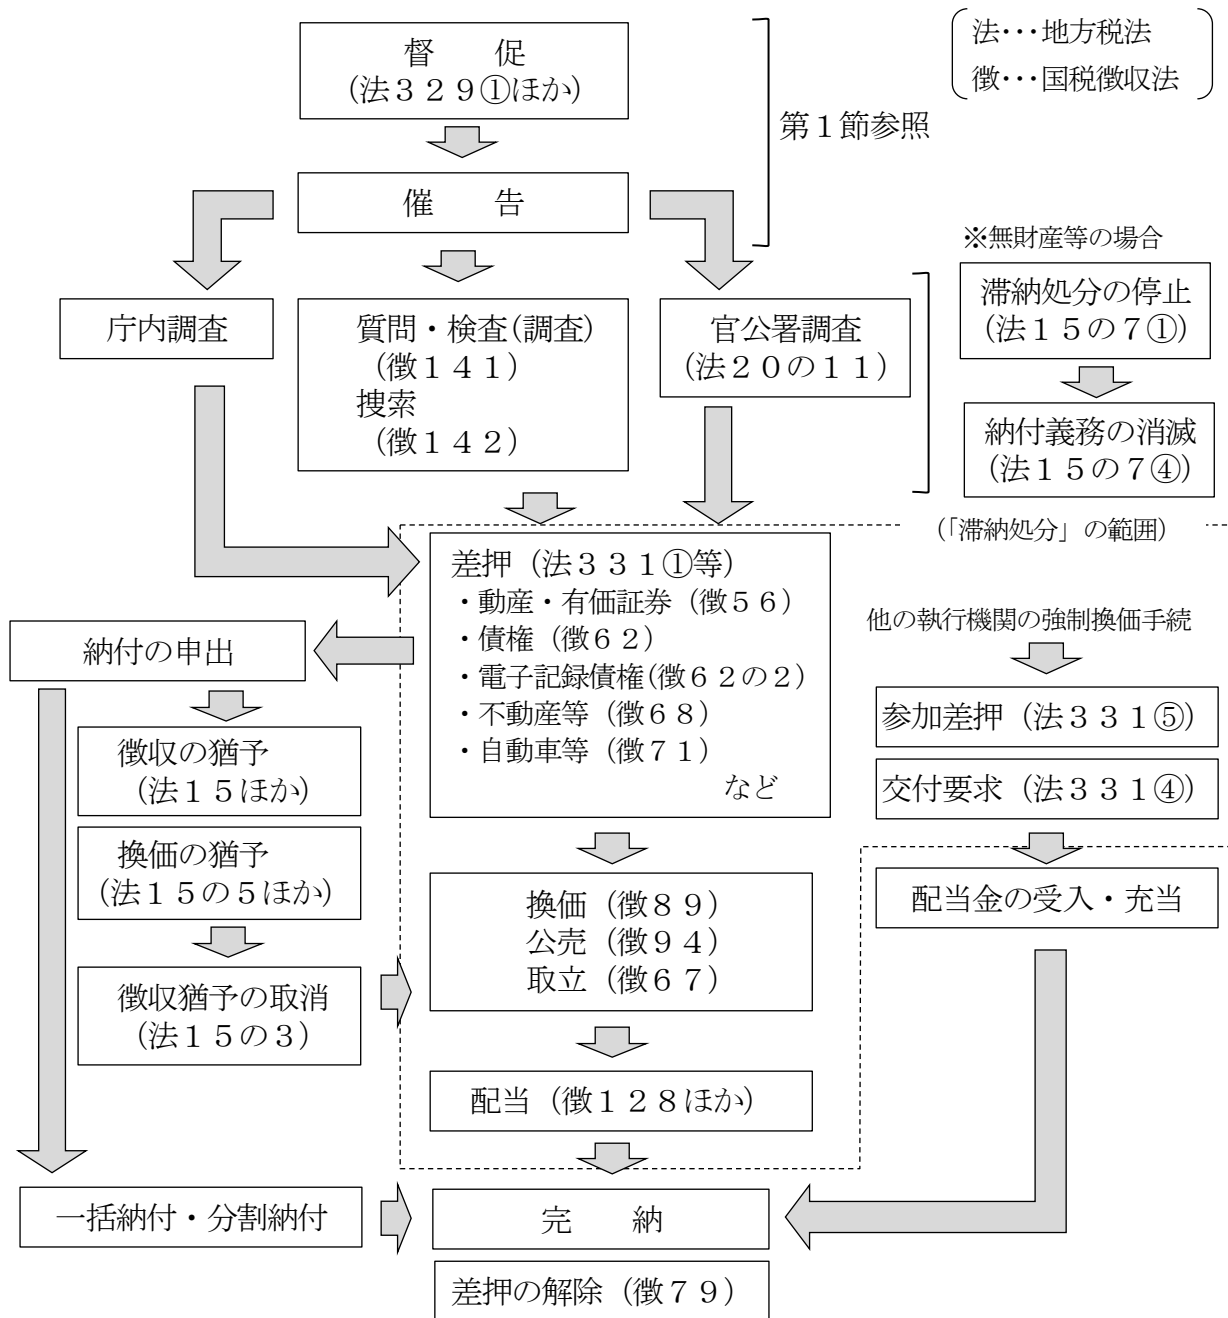 督　促
(法３２９①ほか)
法･･･地方税法
徴･･･国税徴収法
第１節参照
催　告
※無財産等の場合
庁内調査
質問・検査(調査)
(徴１４１)
捜索
(徴１４２)
官公署調査
(法２０の１１)
滞納処分の停止
(法１５の７①)
納付義務の消滅
(法１５の７④)
(｢滞納処分｣の範囲)
差押（法３３１①等）
・動産・有価証券（徴５６）
・債権（徴６２）
・電子記録債権(徴６２の２)
・不動産等（徴６８）
・自動車等（徴７１）
など
他の執行機関の強制換価手続
納付の申出
参加差押（法３３１⑤）
交付要求（法３３１④）
徴収の猶予
(法１５ほか)
換価の猶予
(法１５の５ほか)
換価（徴８９）
公売（徴９４）
取立（徴６７）
配当金の受入・充当
徴収猶予の取消
(法１５の３)
配当（徴１２８ほか）
一括納付・分割納付
完　納
差押の解除（徴７９）